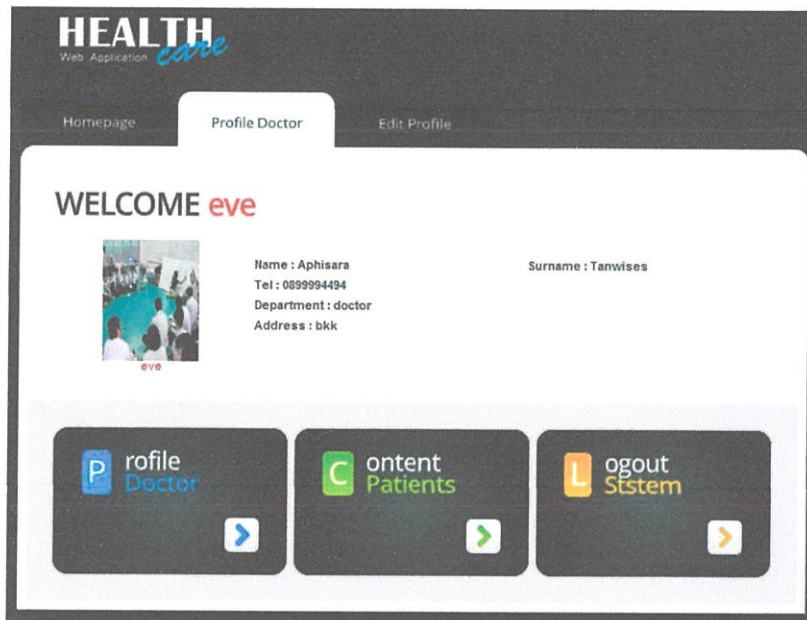 HEALTH
care
Web Application
Homepage Profile Doctor Edit Profile
WELCOME eve
Name : Aphisara Surname : Tanwises
Tel : 0899994494
Department : doctor
Address : bkk
eve
P rofile
Doctor
C ontent
Patients
L ogout
Ststem